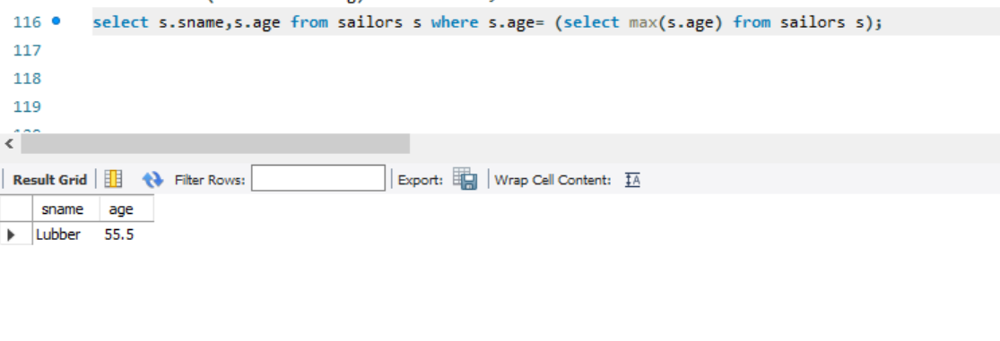 116 select s.sname,s.age from sailors s where s.age= (select max(s.age) from sailors s);
117
118
119
Result Grid Filter Rows: Export: Wrap Cell Content: IA
sname age
Lubber 55.5